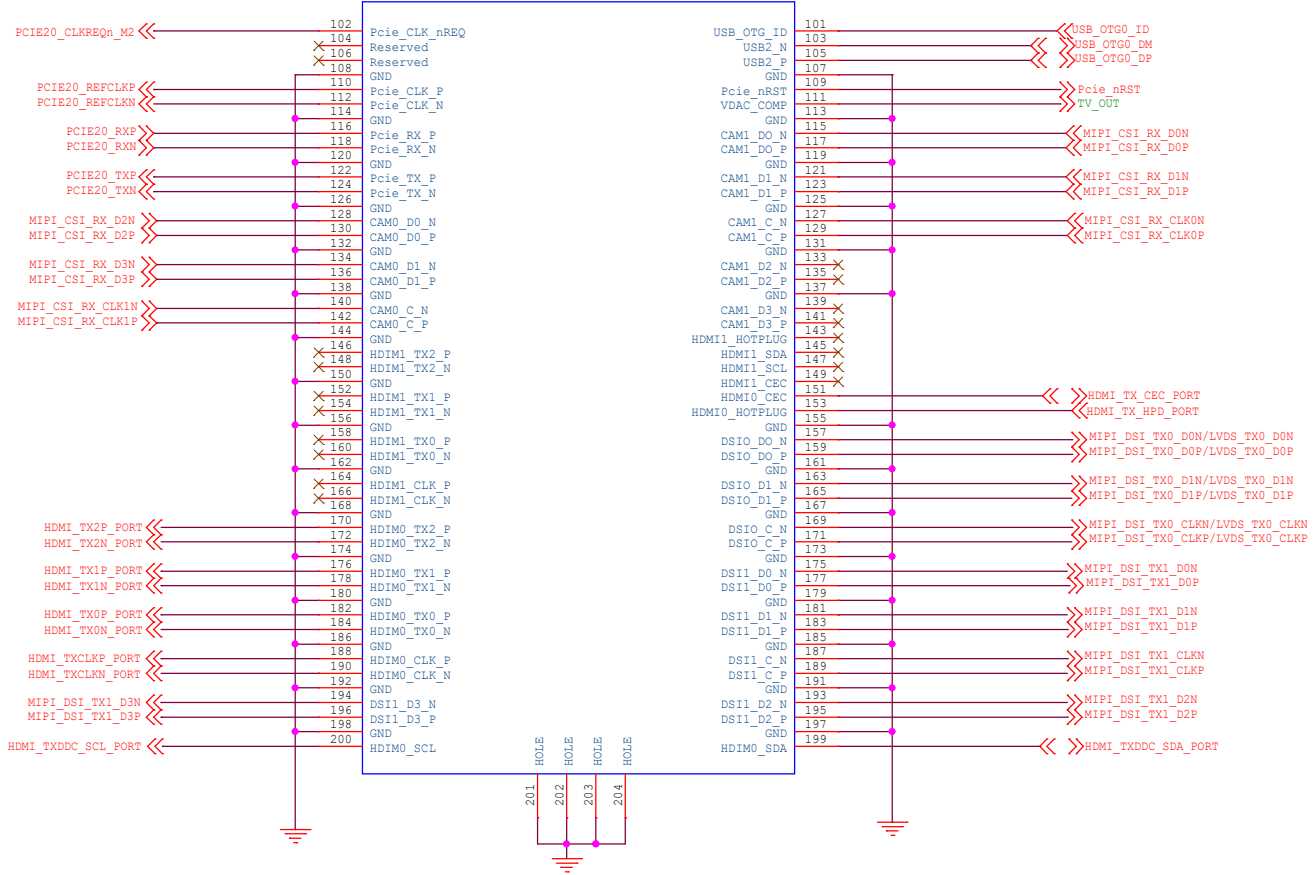 PCIE20_CLKREQn_M2 102 Pcie_CLK_nREQ USB_OTG_ID 101 USB_OTG0_ID
104 Reserved USB2_N 103 USB_OTG0_DM
106 Reserved USB2_P 105 USB_OTG0_DP
108 GND GND 107
PCIE20_REFCLKP 110 Pcie_CLK_P Pcie_nRST 109 Pcie_nRST
PCIE20_REFCLKN 112 Pcie_CLK_N VDAC_COMP 111 TV_OUT
114 GND GND 113
PCIE20_RXP 116 Pcie_RX_P CAM1_DO_N 115 MIPI_CSI_RX_D0N
PCIE20_RXN 118 Pcie_RX_N CAM1_DO_P 117 MIPI_CSI_RX_D0P
120 GND GND 119
PCIE20_TXP 122 Pcie_TX_P CAM1_D1_N 121 MIPI_CSI_RX_D1N
PCIE20_TXN 124 Pcie_TX_N CAM1_D1_P 123 MIPI_CSI_RX_D1P
126 GND GND 125
MIPI_CSI_RX_D2N 128 CAM0_D0_N CAM1_C_N 127 MIPI_CSI_RX_CLK0N
MIPI_CSI_RX_D2P 130 CAM0_D0_P CAM1_C_P 129 MIPI_CSI_RX_CLK0P
132 GND GND 131
MIPI_CSI_RX_D3N 134 CAM0_D1_N CAM1_D2_N 133
MIPI_CSI_RX_D3P 136 CAM0_D1_P CAM1_D2_P 135
138 GND GND 137
MIPI_CSI_RX_CLK1N 140 CAM0_C_N CAM1_D3_N 139
MIPI_CSI_RX_CLK1P 142 CAM0_C_P CAM1_D3_P 141
144 GND HDMI1_HOTPLUG 143
146 HDIM1_TX2_P HDMI1_SDA 145
148 HDIM1_TX2_N HDMI1_SCL 147
150 GND HDMI1_CEC 149
152 HDIM1_TX1_P HDMI0_CEC 151 HDMI_TX_CEC_PORT
154 HDIM1_TX1_N HDMI0_HOTPLUG 153 HDMI_TX_HPD_PORT
156 GND GND 155
158 HDIM1_TX0_P DSIO_DO_N 157 MIPI_DSI_TX0_D0N/LVDS_TX0_D0N
160 HDIM1_TX0_N DSIO_DO_P 159 MIPI_DSI_TX0_D0P/LVDS_TX0_D0P
162 GND GND 161
164 HDIM1_CLK_P DSIO_D1_N 163 MIPI_DSI_TX0_D1N/LVDS_TX0_D1N
166 HDIM1_CLK_N DSIO_D1_P 165 MIPI_DSI_TX0_D1P/LVDS_TX0_D1P
168 GND GND 167
HDMI_TX2P_PORT 170 HDIM0_TX2_P DSIO_C_N 169 MIPI_DSI_TX0_CLKN/LVDS_TX0_CLKN
HDMI_TX2N_PORT 172 HDIM0_TX2_N DSIO_C_P 171 MIPI_DSI_TX0_CLKP/LVDS_TX0_CLKP
174 GND GND 173
HDMI_TX1P_PORT 176 HDIM0_TX1_P DSI1_D0_N 175 MIPI_DSI_TX1_D0N
HDMI_TX1N_PORT 178 HDIM0_TX1_N DSI1_D0_P 177 MIPI_DSI_TX1_D0P
180 GND GND 179
HDMI_TX0P_PORT 182 HDIM0_TX0_P DSI1_D1_N 181 MIPI_DSI_TX1_D1N
HDMI_TX0N_PORT 184 HDIM0_TX0_N DSI1_D1_P 183 MIPI_DSI_TX1_D1P
186 GND GND 185
HDMI_TXCLKP_PORT 188 HDIM0_CLK_P DSI1_C_N 187 MIPI_DSI_TX1_CLKN
HDMI_TXCLKN_PORT 190 HDIM0_CLK_N DSI1_C_P 189 MIPI_DSI_TX1_CLKP
192 GND GND 191
MIPI_DSI_TX1_D3N 194 DSI1_D3_N DSI1_D2_N 193 MIPI_DSI_TX1_D2N
MIPI_DSI_TX1_D3P 196 DSI1_D3_P DSI1_D2_P 195 MIPI_DSI_TX1_D2P
198 GND GND 197
HDMI_TXDDC_SCL_PORT 200 HDIM0_SCL HDIM0_SDA 199 HDMI_TXDDC_SDA_PORT
HOLE HOLE HOLE HOLE
201 202 203 204